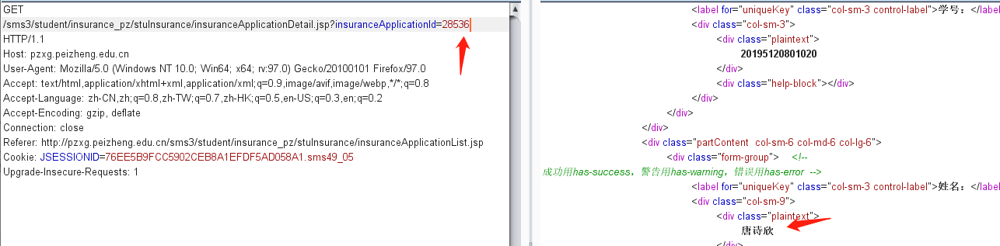 GET
/sms3/student/insurance_pz/stuInsurance/insuranceApplicationDetail.jsp?insuranceApplicationId=28536
HTTP/1.1
Host: pzxg.peizheng.edu.cn
User-Agent: Mozilla/5.0 (Windows NT 10.0; Win64; x64; rv:97.0) Gecko/20100101 Firefox/97.0
Accept: text/html,application/xhtml+xml,application/xml;q=0.9,image/avif,image/webp,*/*;q=0.8
Accept-Language: zh-CN,zh;q=0.8,zh-TW;q=0.7,zh-HK;q=0.5,en-US;q=0.3,en;q=0.2
Accept-Encoding: gzip, deflate
Connection: close
Referer: http://pzxg.peizheng.edu.cn/sms3/student/insurance_pz/stuInsurance/insuranceApplicationList.jsp
Cookie: JSESSIONID=76EE5B9FCC5902CEB8A1EFDF5AD058A1.sms49_05
Upgrade-Insecure-Requests: 1
<label for="uniqueKey" class="col-sm-3 control-label">学号：</label
<div class="col-sm-3">
<div class="plaintext">
20195120801020
</div>
<div class="help-block"></div>
</div>
</div>
</div>
<div class="partContent  col-sm-6 col-md-6 col-lg-6">
<div class="form-group">   <!--
成功用has-success，警告用has-warning，错误用has-error  -->
<label for="uniqueKey" class="col-sm-3 control-label">姓名：</label
<div class="col-sm-9">
<div class="plaintext">
唐诗欣
</div>